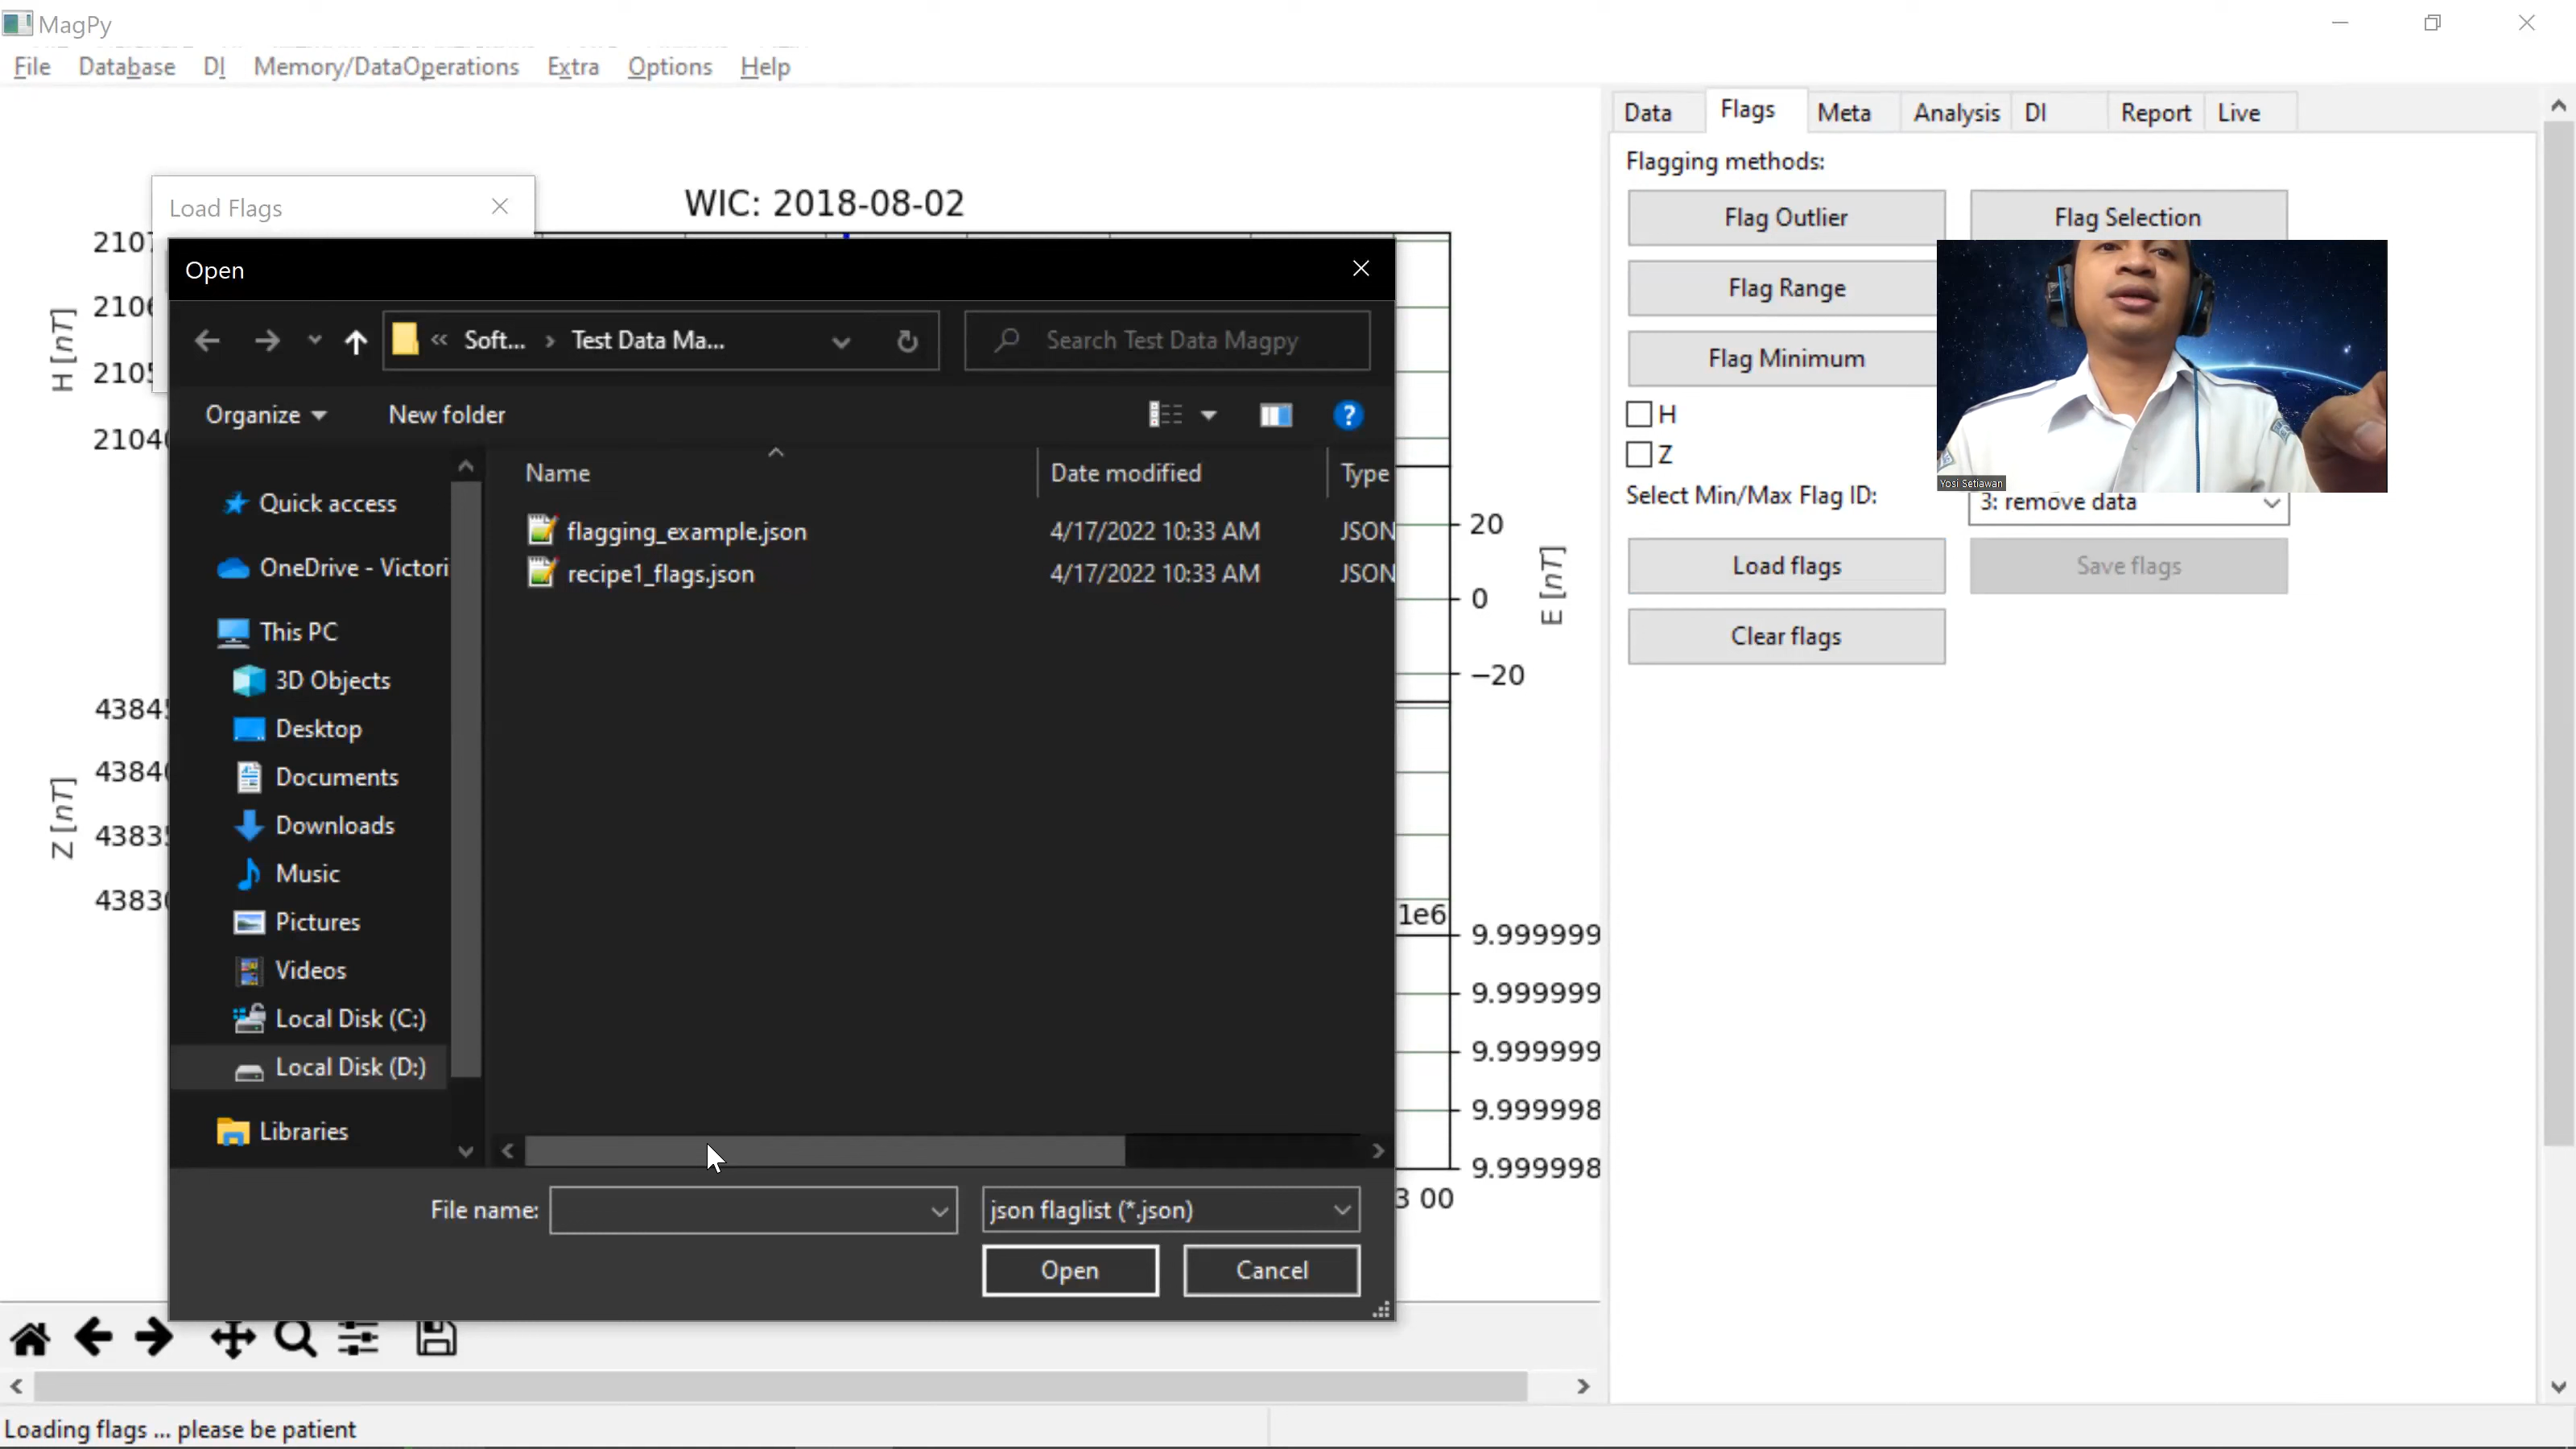 MagPy
File Database DI Memory/DataOperations Extra Options Help
WIC: 2018-08-02
Load Flags
H [nT]
Z [nT]
Open
Soft... Test Data Ma...
Search Test Data Magpy
Organize New folder
Quick access
OneDrive - Victori
This PC
3D Objects
Desktop
Documents
Downloads
Music
Pictures
Videos
Local Disk (C:)
Local Disk (D:)
Libraries
Name Date modified Type
flagging_example.json 4/17/2022 10:33 AM JSON
recipe1_flags.json 4/17/2022 10:33 AM JSON
File name:
json flaglist (*.json)
Open Cancel
20
0
−20
E [nT]
1e6
9.999999
9.999999
9.999999
9.999998
9.999998
3 00
Data Flags Meta Analysis DI Report Live
Flagging methods:
Flag Outlier Flag Selection
Flag Range
Flag Minimum
H
Z
Yosi Setiawan
Select Min/Max Flag ID: 3: remove data
Load flags Save flags
Clear flags
Loading flags ... please be patient